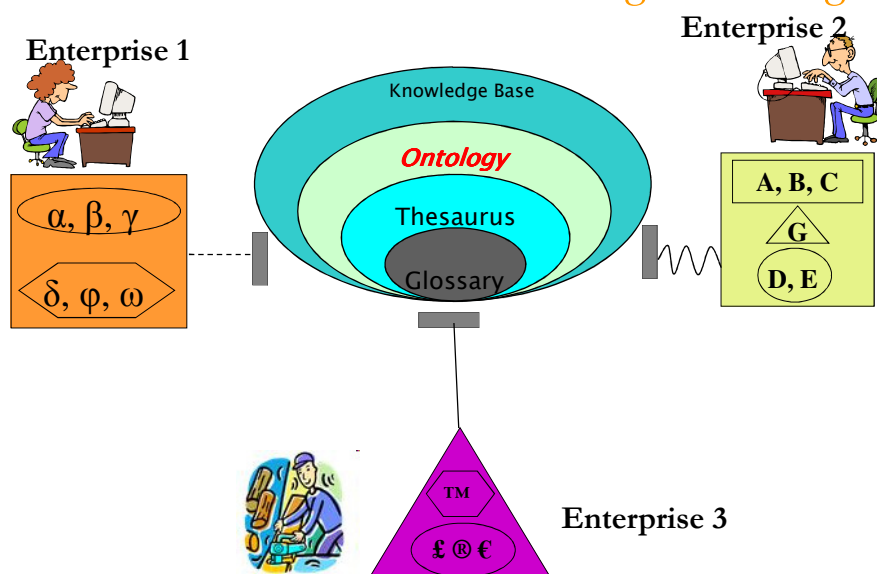 Enterprise 1
Enterprise 2
Knowledge Base
Ontology
Thesaurus
Glossary
α, β, γ
δ, φ, ω
A, B, C
G
D, E
TM
£ ® €
Enterprise 3